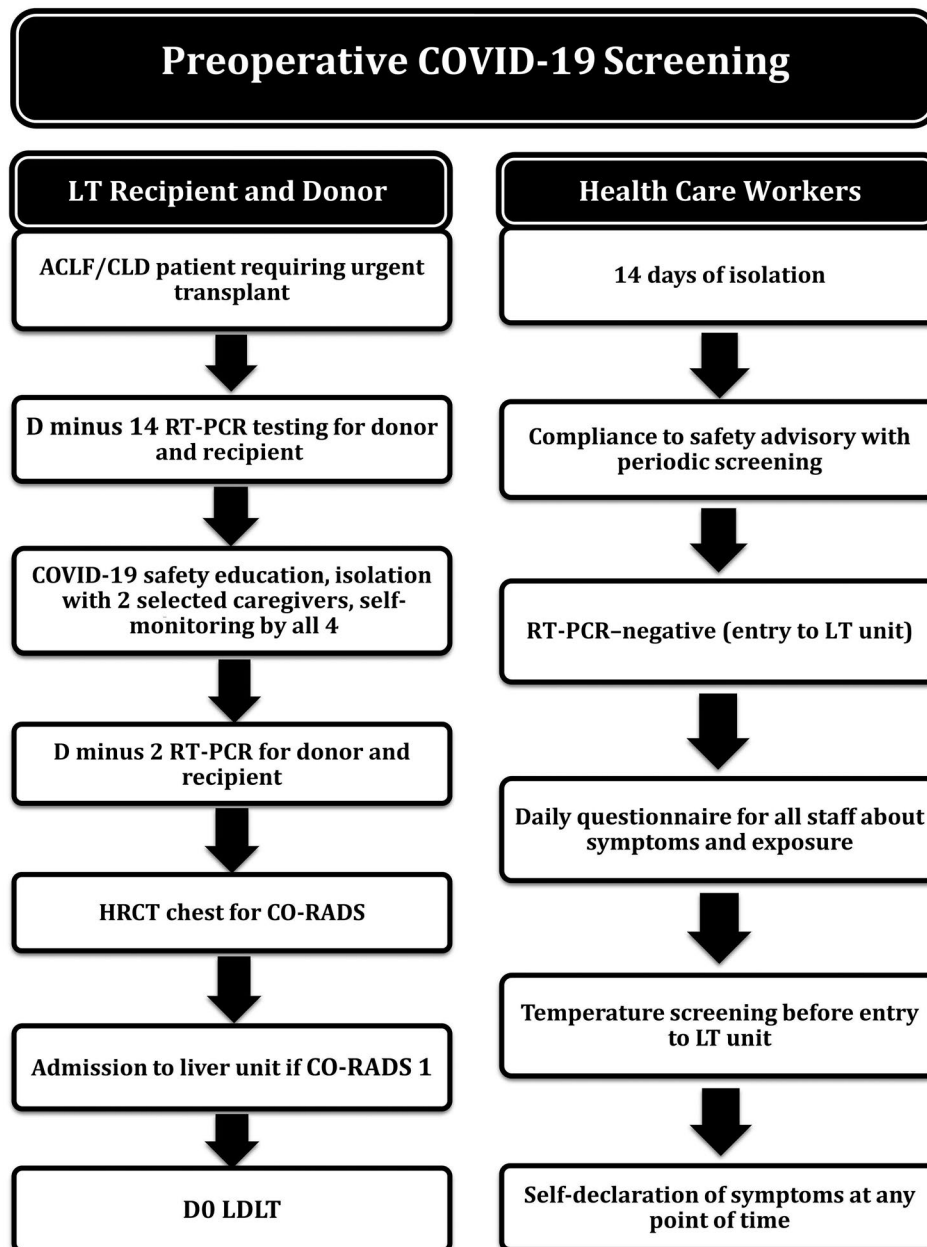 Preoperative COVID-19 Screening
LT Recipient and Donor
ACLF/CLD patient requiring urgent
transplant
D minus 14 RT-PCR testing for donor
and recipient
COVID-19 safety education, isolation
with 2 selected caregivers, self-
monitoring by all 4
D minus 2 RT-PCR for donor and
recipient
HRCT chest for CO-RADS
Admission to liver unit if CO-RADS 1
D0 LDLT
Health Care Workers
14 days of isolation
Compliance to safety advisory with
periodic screening
RT-PCR–negative (entry to LT unit)
Daily questionnaire for all staff about
symptoms and exposure
Temperature screening before entry
to LT unit
Self-declaration of symptoms at any
point of time